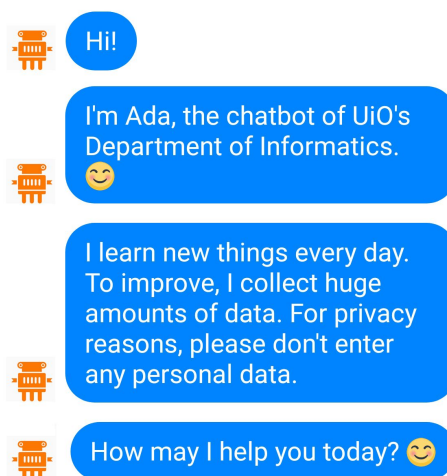 Hi!
I'm Ada, the chatbot of UiO's
Department of Informatics.
😊
I learn new things every day.
To improve, I collect huge
amounts of data. For privacy
reasons, please don't enter
any personal data.
How may I help you today? 😊